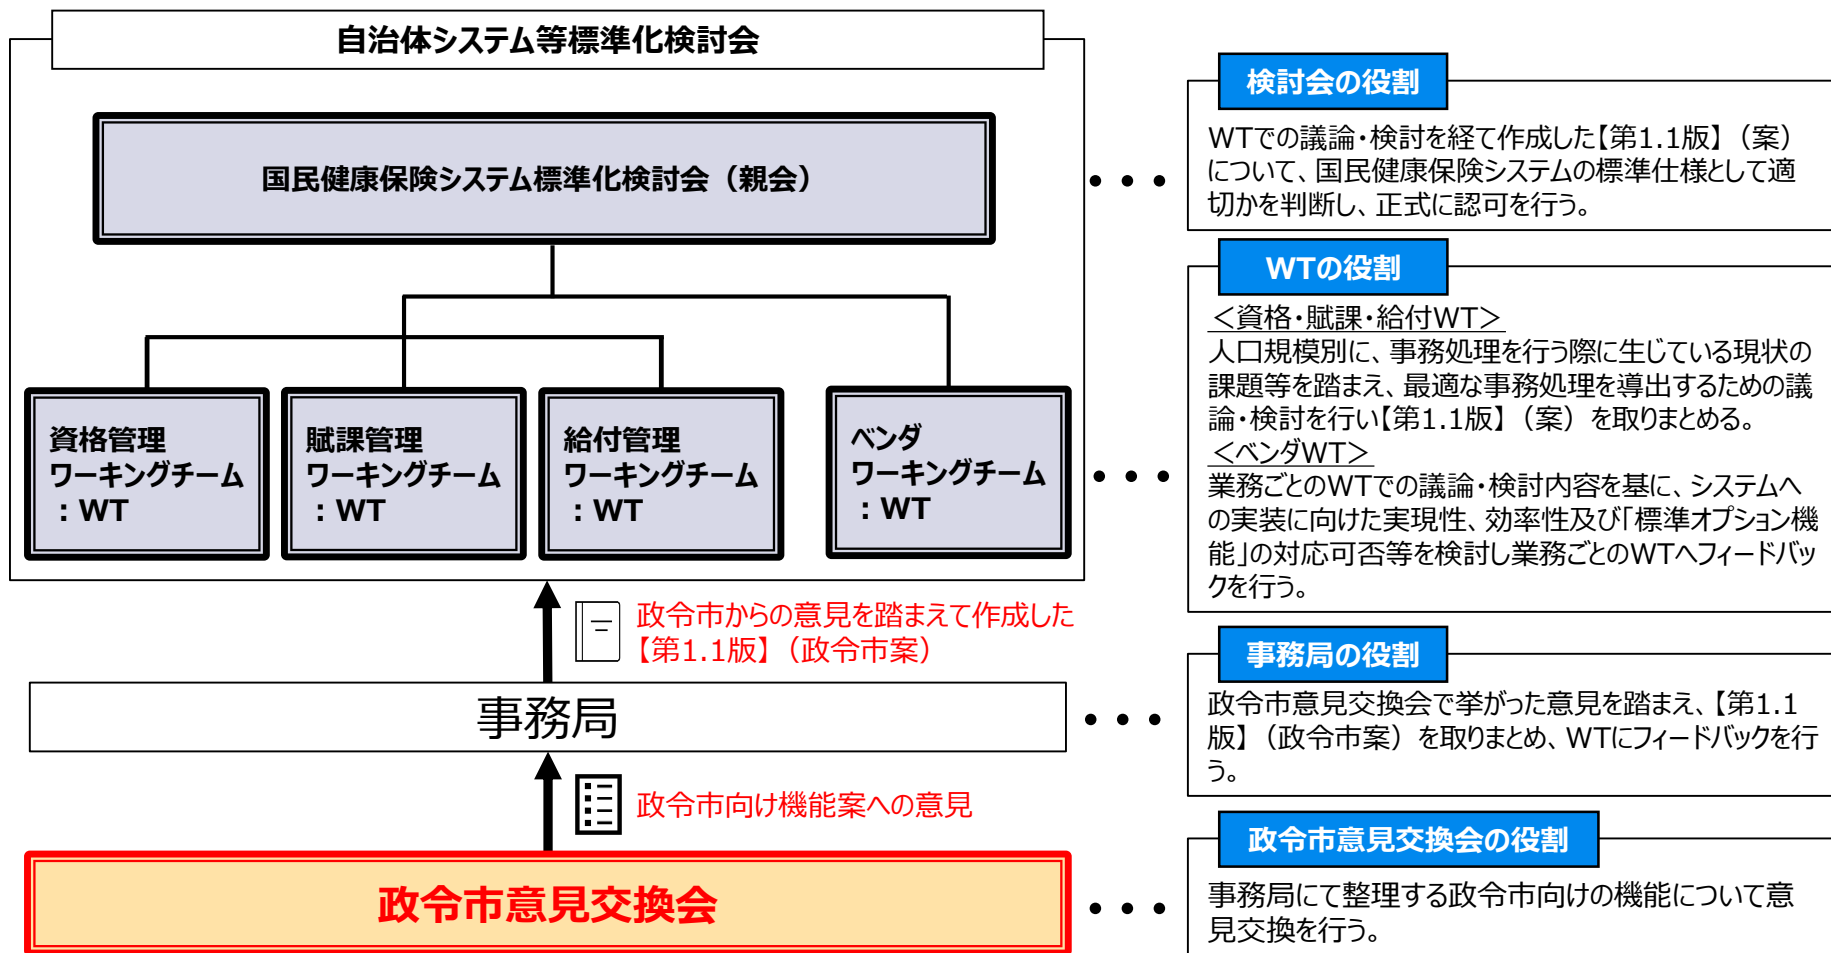 自治体システム等標準化検討会
国民健康保険システム標準化検討会（親会）
資格管理
ワーキングチーム
：WT
賦課管理
ワーキングチーム
：WT
給付管理
ワーキングチーム
：WT
ベンダ
ワーキングチーム
：WT
政令市からの意見を踏まえて作成した
【第1.1版】（政令市案）
事務局
政令市向け機能案への意見
政令市意見交換会
検討会の役割
WTでの議論・検討を経て作成した【第1.1版】（案）
について、国民健康保険システムの標準仕様として適
切かを判断し、正式に認可を行う。
WTの役割
＜資格・賦課・給付WT＞
人口規模別に、事務処理を行う際に生じている現状の
課題等を踏まえ、最適な事務処理を導出するための議
論・検討を行い【第1.1版】（案）を取りまとめる。
＜ベンダWT＞
業務ごとのWTでの議論・検討内容を基に、システムへ
の実装に向けた実現性、効率性及び「標準オプション機
能」の対応可否等を検討し業務ごとのWTへフィードバッ
クを行う。
事務局の役割
政令市意見交換会で挙がった意見を踏まえ、【第1.1
版】（政令市案）を取りまとめ、WTにフィードバックを行
う。
政令市意見交換会の役割
事務局にて整理する政令市向けの機能について意
見交換を行う。